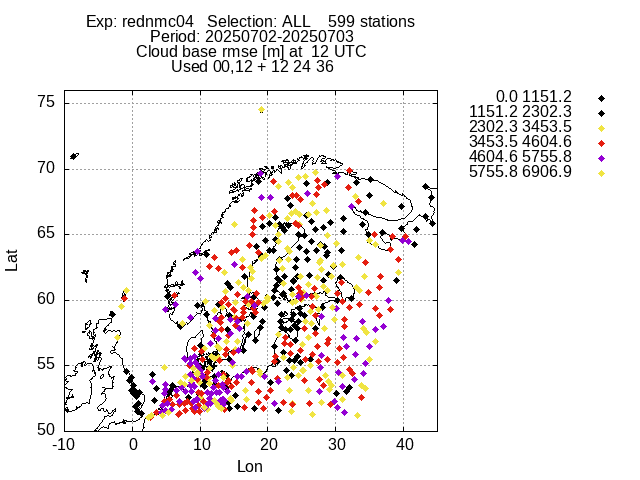 Exp: rednmc04   Selection: ALL    599 stations
Period: 20250702-20250703
Cloud base rmse [m] at  12 UTC
Used 00,12 + 12 24 36
0.0 1151.2
1151.2 2302.3
2302.3 3453.5
3453.5 4604.6
4604.6 5755.8
5755.8 6906.9
75
70
65
60
55
50
Lat
-10 0 10 20 30 40
Lon